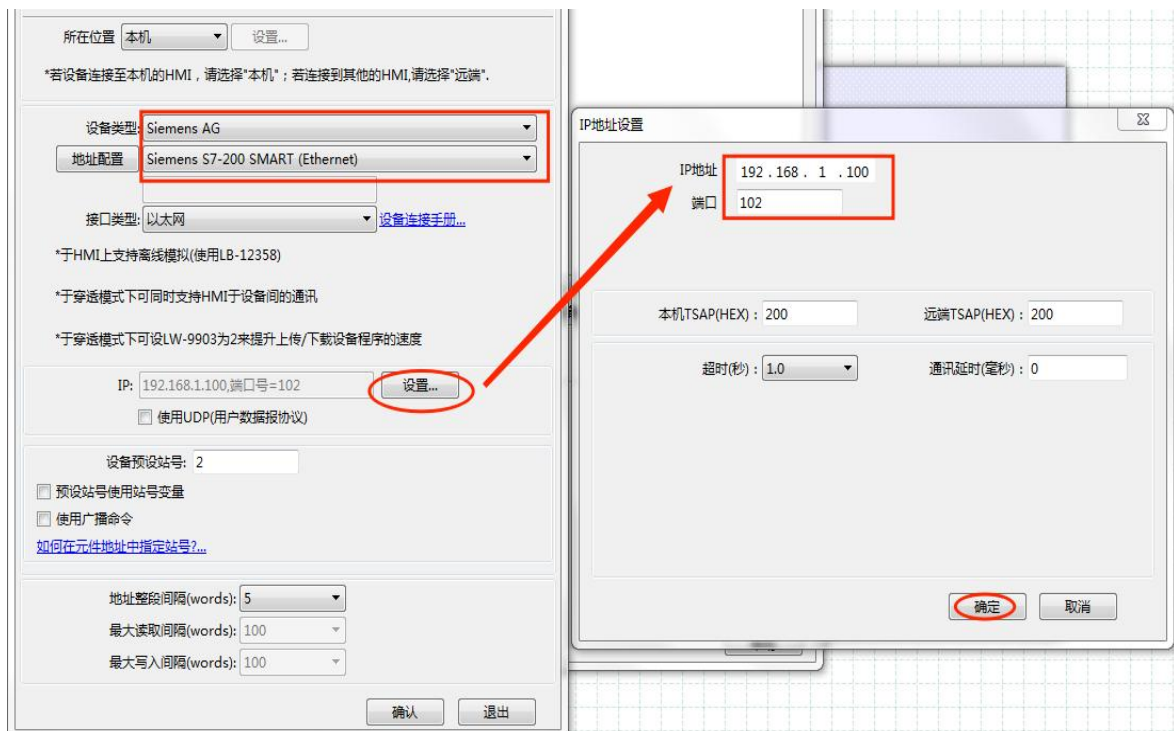 所在位置 本机 设置...
*若设备连接至本机的HMI，请选择"本机"；若连接到其他的HMI,请选择"远端".
设备类型: Siemens AG
地址配置 Siemens S7-200 SMART (Ethernet)
接口类型: 以太网 设备连接手册...
*于HMI上支持离线模拟(使用LB-12358)
*于穿透模式下可同时支持HMI于设备间的通讯
*于穿透模式下可设LW-9903为2来提升上传/下载设备程序的速度
IP: 192.168.1.100,端口号=102 设置...
使用UDP(用户数据报协议)
设备预设站号: 2
预设站号使用站号变量
使用广播命令
如何在元件地址中指定站号?...
地址整段间隔(words): 5
最大读取间隔(words): 100
最大写入间隔(words): 100
确认 退出
IP地址设置
IP地址 192 . 168 . 1 . 100
端口 102
本机TSAP(HEX) : 200 远端TSAP(HEX) : 200
超时(秒) : 1.0 通讯延时(毫秒) : 0
确定 取消